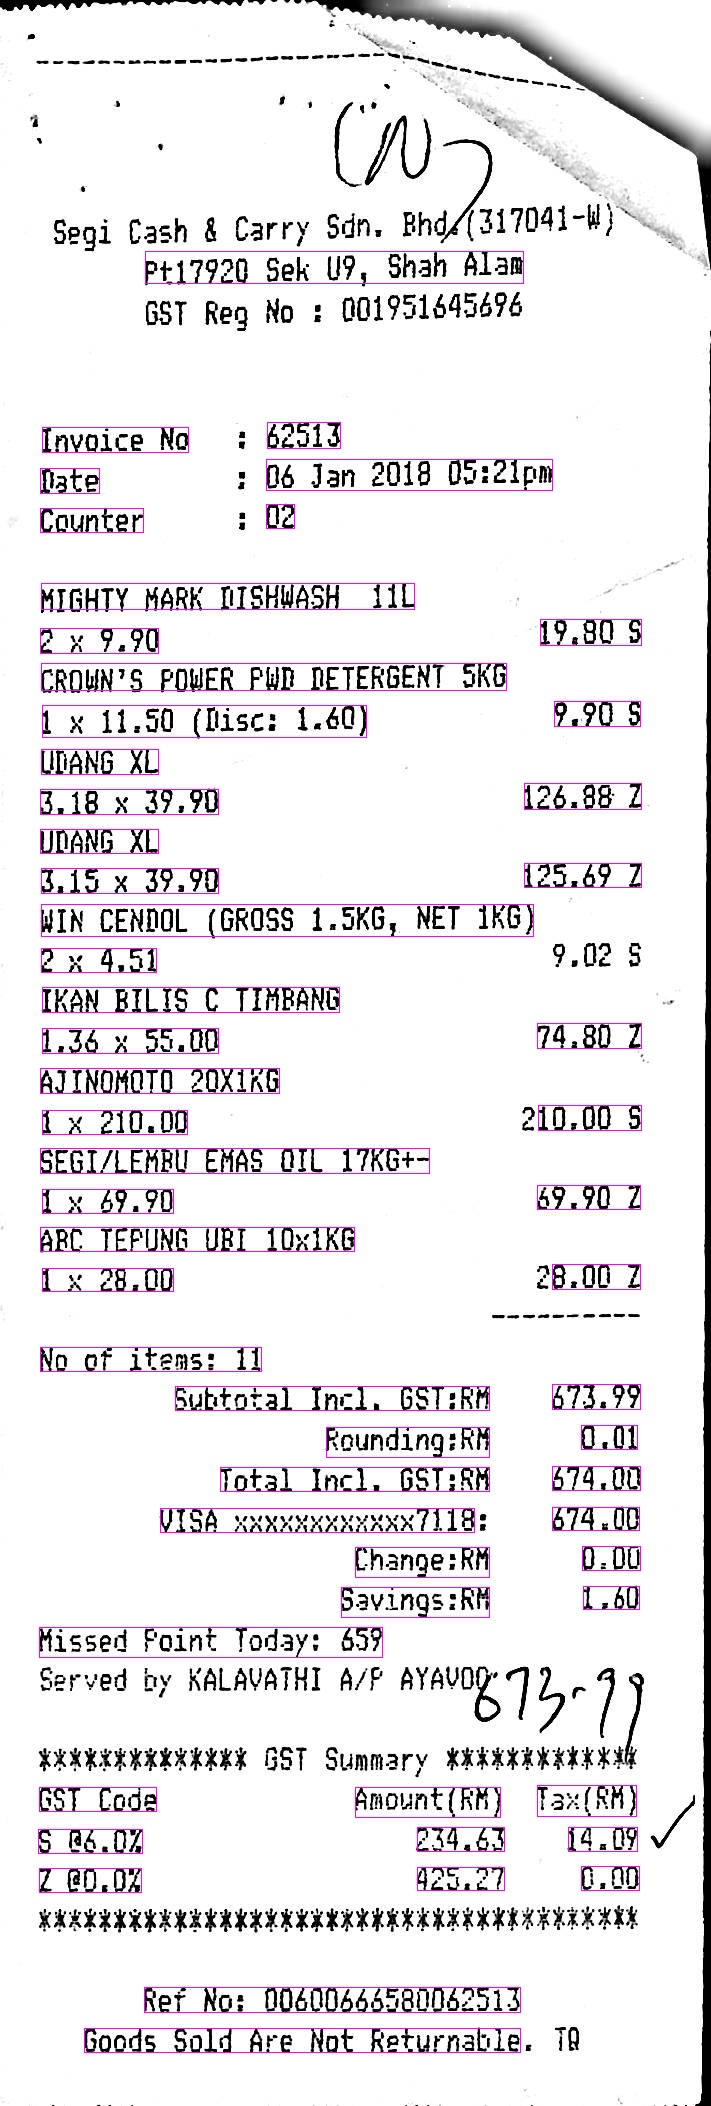 Segi Cash & Carry Sdn. Bhd.(317041-W)
Pt17920 Sek U9, Shah Alam
GST Reg No : 001951645696
Invoice No : 62513
Date : 06 Jan 2018 05:21pm
Counter : 02
MIGHTY MARK DISHWASH 11L
2 x 9.90 19.80 S
CROWN'S POWER PWD DETERGENT 5KG
1 x 11.50 (Disc: 1.60) 9.90 S
UDANG XL
3.18 x 39.90 126.88 Z
UDANG XL
3.15 x 39.90 125.69 Z
WIN CENDOL (GROSS 1.5KG, NET 1KG)
2 x 4.51 9.02 S
IKAN BILIS C TIMBANG
1.36 x 55.00 74.80 Z
AJINOMOTO 20X1KG
1 x 210.00 210.00 S
SEGI/LEMBU EMAS OIL 17KG+-
1 x 69.90 69.90 Z
ABC TEPUNG UBI 10x1KG
1 x 28.00 28.00 Z
----------
No of items: 11
Subtotal Incl. GST:RM 673.99
Rounding:RM 0.01
Total Incl. GST:RM 674.00
VISA xxxxxxxxxxxx7118: 674.00
Change:RM 0.00
Savings:RM 1.60
Missed Point Today: 659
Served by KALAVATHI A/P AYAVOO
673-99
************** GST Summary *************
GST Code Amount(RM) Tax(RM)
S @6.0% 234.63 14.09
Z @0.0% 425.27 0.00
****************************************
Ref No: 00600666580062513
Goods Sold Are Not Returnable. TQ